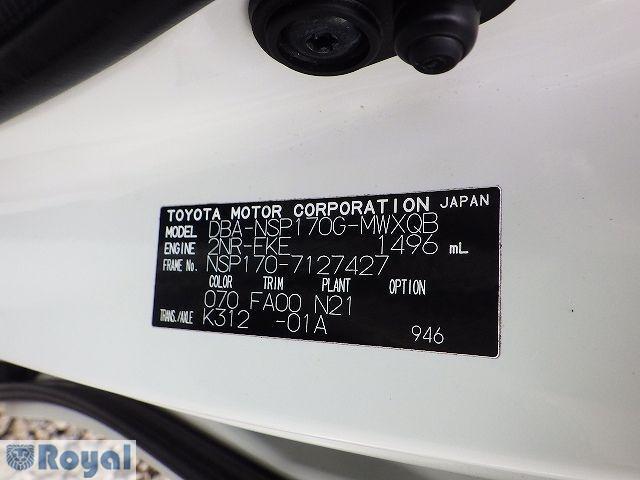 TOYOTA MOTOR CORPORATION JAPAN
MODEL DBA-NSP170G-MWXQB
ENGINE 2NR-FKE 1496 mL
FRAME No. NSP170-7127427
COLOR TRIM PLANT OPTION
070 FA00 N21
TRANS./AXLE K312 -01A 946
Royal